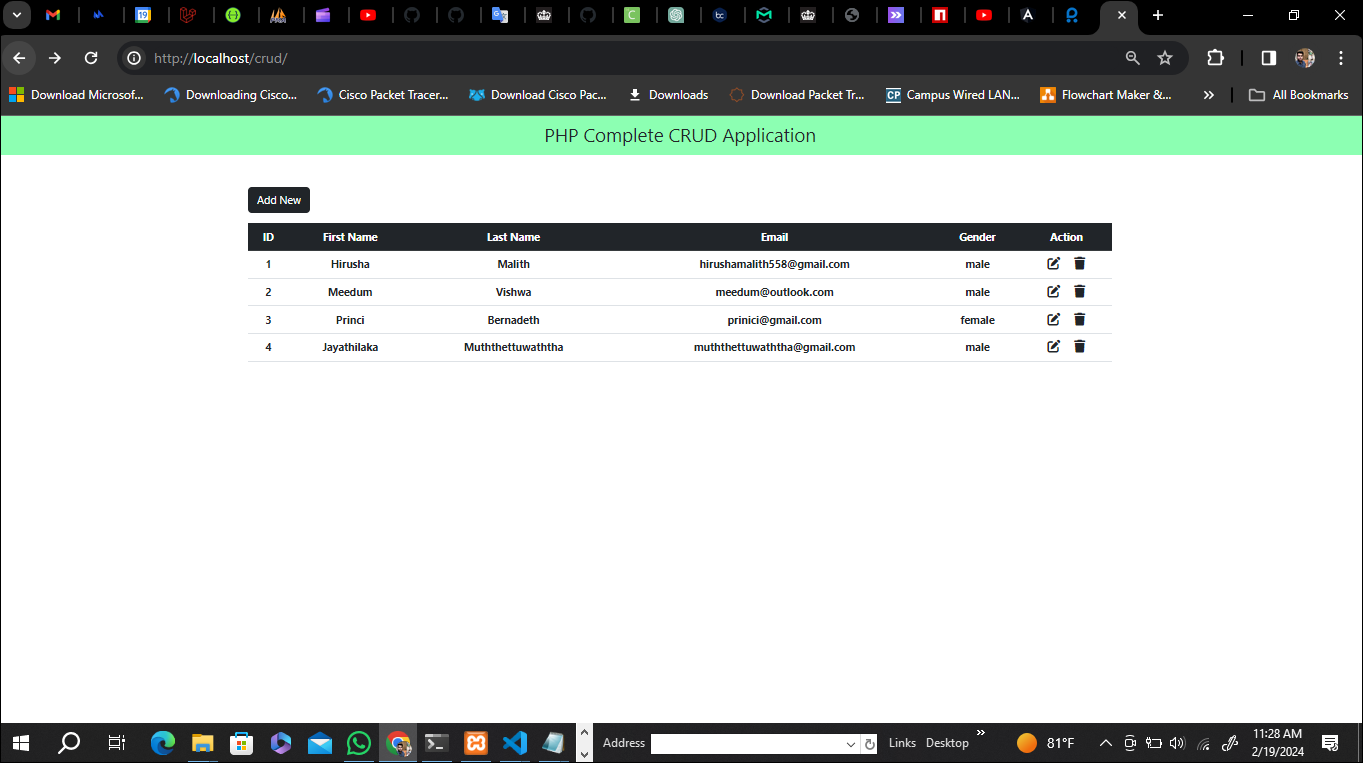 19
C
bc
A
http://localhost/crud/
Download Microsof...
Downloading Cisco...
Cisco Packet Tracer...
Download Cisco Pac...
Downloads
Download Packet Tr...
CP
Campus Wired LAN...
Flowchart Maker &...
All Bookmarks
PHP Complete CRUD Application
Add New
ID First Name Last Name Email Gender Action
1 Hirusha Malith hirushamalith558@gmail.com male
2 Meedum Vishwa meedum@outlook.com male
3 Princi Bernadeth prinici@gmail.com female
4 Jayathilaka Muththettuwaththa muththettuwaththa@gmail.com male
Address
Links
Desktop
81°F
11:28 AM
2/19/2024